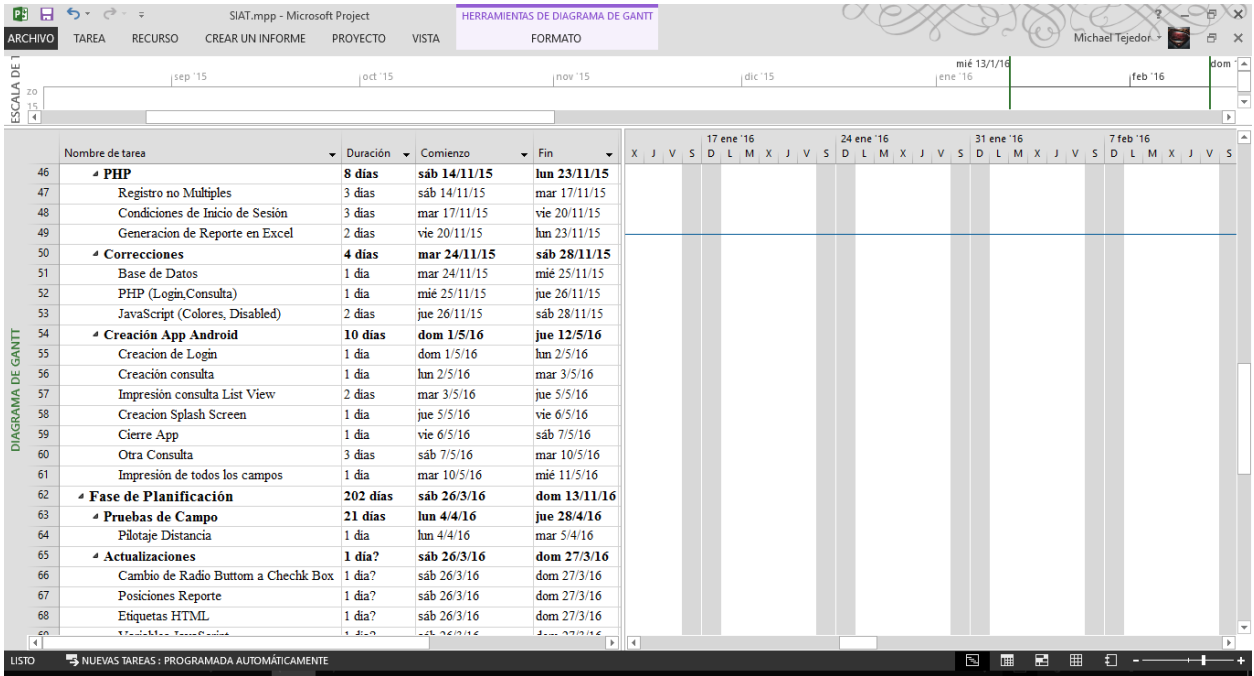 SIAT.mpp - Microsoft Project
HERRAMIENTAS DE DIAGRAMA DE GANTT
ARCHIVO TAREA RECURSO CREAR UN INFORME PROYECTO VISTA FORMATO Michael Tejedor
mié 13/1/16 dom
sep '15 oct '15 nov '15 dic '15 ene '16 feb '16
ESCALA DE T
zo
15
17 ene '16 24 ene '16 31 ene '16 7 feb '16
Nombre de tarea Duración Comienzo Fin X J V S D L M X J V S D L M X J V S D L M X J V S D L M X J V S
46 PHP 8 días sáb 14/11/15 lun 23/11/15
47 Registro no Multiples 3 días sáb 14/11/15 mar 17/11/15
48 Condiciones de Inicio de Sesión 3 días mar 17/11/15 vie 20/11/15
49 Generacion de Reporte en Excel 2 días vie 20/11/15 lun 23/11/15
50 Correcciones 4 días mar 24/11/15 sáb 28/11/15
51 Base de Datos 1 día mar 24/11/15 mié 25/11/15
52 PHP (Login,Consulta) 1 día mié 25/11/15 jue 26/11/15
53 JavaScript (Colores, Disabled) 2 días jue 26/11/15 sáb 28/11/15
54 Creación App Android 10 días dom 1/5/16 jue 12/5/16
55 Creacion de Login 1 día dom 1/5/16 lun 2/5/16
56 Creación consulta 1 día lun 2/5/16 mar 3/5/16
57 Impresión consulta List View 2 días mar 3/5/16 jue 5/5/16
58 Creacion Splash Screen 1 día jue 5/5/16 vie 6/5/16
59 Cierre App 1 día vie 6/5/16 sáb 7/5/16
60 Otra Consulta 3 días sáb 7/5/16 mar 10/5/16
61 Impresión de todos los campos 1 día mar 10/5/16 mié 11/5/16
62 Fase de Planificación 202 días sáb 26/3/16 dom 13/11/16
63 Pruebas de Campo 21 días lun 4/4/16 jue 28/4/16
64 Pilotaje Distancia 1 día lun 4/4/16 mar 5/4/16
65 Actualizaciones 1 día? sáb 26/3/16 dom 27/3/16
66 Cambio de Radio Buttom a Chechk Box 1 día? sáb 26/3/16 dom 27/3/16
67 Posiciones Reporte 1 día? sáb 26/3/16 dom 27/3/16
68 Etiquetas HTML 1 día? sáb 26/3/16 dom 27/3/16
DIAGRAMA DE GANTT
LISTO NUEVAS TAREAS : PROGRAMADA AUTOMÁTICAMENTE